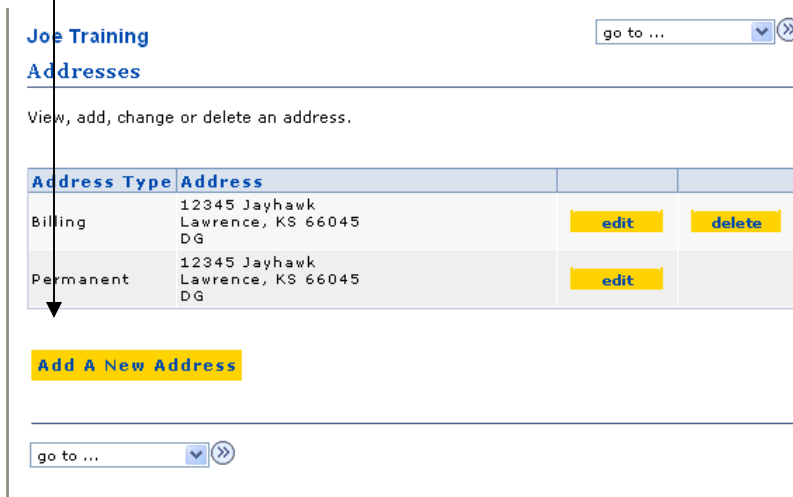 Joe Training
go to ...
Addresses
View, add, change or delete an address.
Address Type Address
Billing
12345 Jayhawk
Lawrence, KS 66045
DG
edit delete
Permanent
12345 Jayhawk
Lawrence, KS 66045
DG
edit
Add A New Address
go to ...